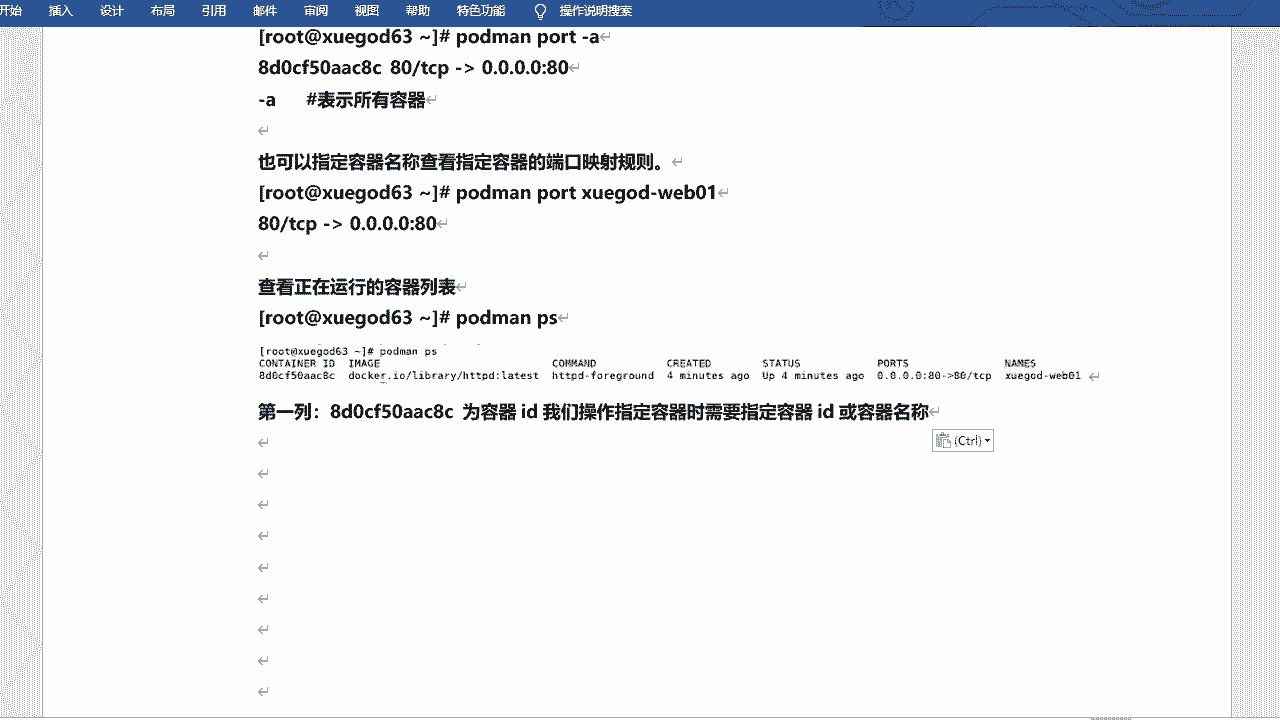 开始 插入 设计 布局 引用 邮件 审阅 视图 帮助 特色功能 操作说明搜索
[root@xuegod63 ~]# podman port -a
8d0cf50aac8c 80/tcp -> 0.0.0.0:80
-a #表示所有容器
也可以指定容器名称查看指定容器的端口映射规则。
[root@xuegod63 ~]# podman port xuegod-web01
80/tcp -> 0.0.0.0:80
查看正在运行的容器列表
[root@xuegod63 ~]# podman ps
[root@xuegod63 ~]# podman ps
CONTAINER ID IMAGE COMMAND CREATED STATUS PORTS NAMES
8d0cf50aac8c docker.io/library/httpd:latest httpd-foreground 4 minutes ago Up 4 minutes ago 0.0.0.0:80->80/tcp xuegod-web01
第一列：8d0cf50aac8c 为容器 id 我们操作指定容器时需要指定容器 id 或容器名称
(Ctrl)